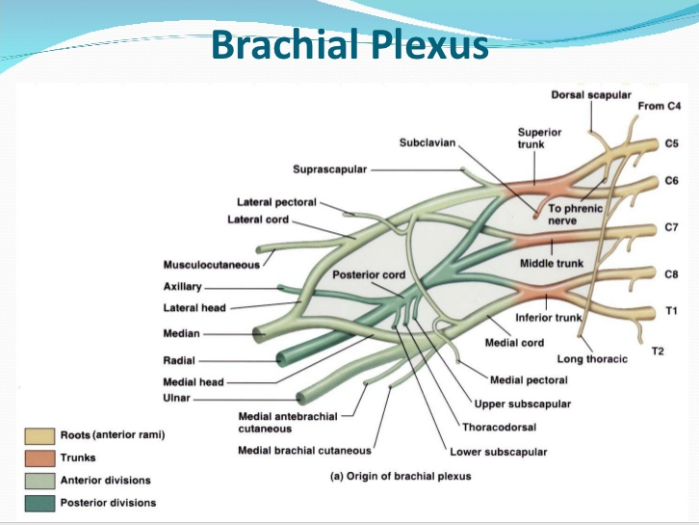 Brachial Plexus
Dorsal scapular
From C4
Superior
trunk
Subclavian
C5
Suprascapular
C6
Lateral pectoral
To phrenic
nerve
Lateral cord
C7
Musculocutaneous
Middle trunk
Posterior cord
C8
Axillary
Lateral head
T1
Inferior trunk
Median
Medial cord
T2
Radial
Long thoracic
Medial head
Medial pectoral
Ulnar
Upper subscapular
Medial antebrachial
cutaneous
Thoracodorsal
Medial brachial cutaneous
Lower subscapular
Roots (anterior rami)
Trunks
Anterior divisions
Posterior divisions
(a) Origin of brachial plexus